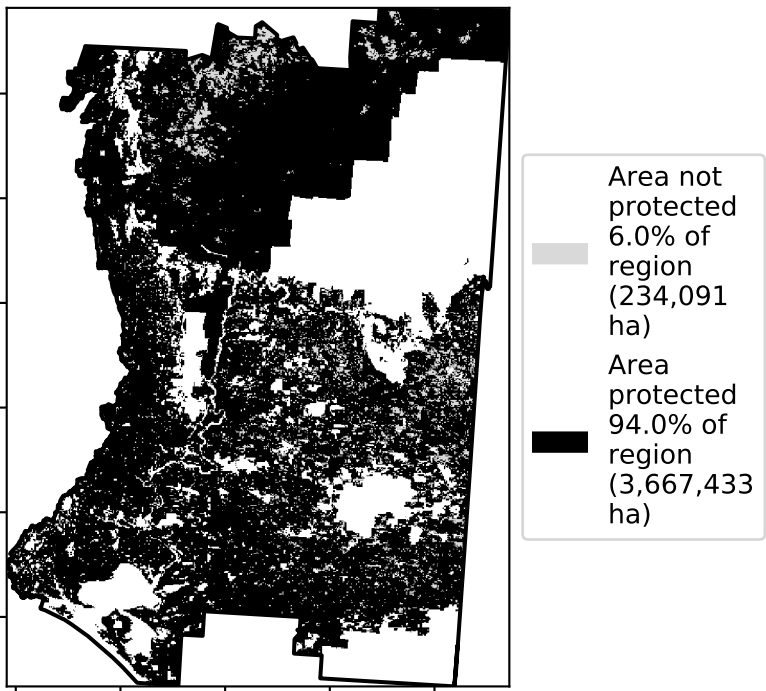 Area not
protected
6.0% of
region
(234,091
ha)
Area
protected
94.0% of
region
(3,667,433
ha)